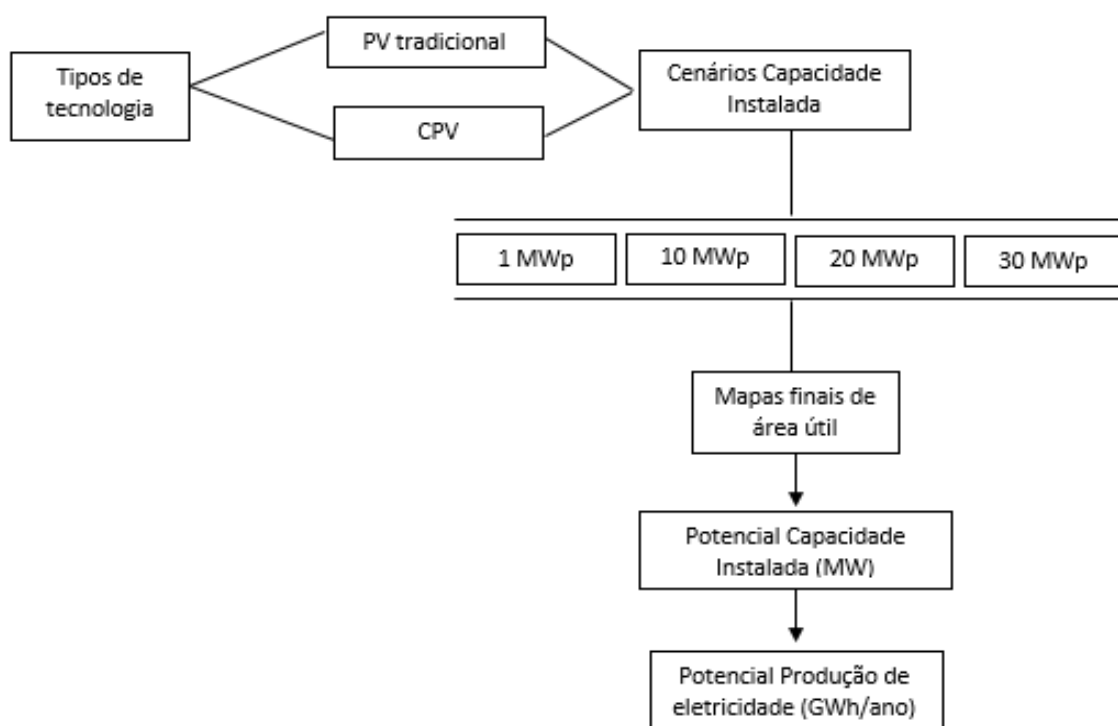 Tipos de
tecnologia
PV tradicional
CPV
Cenários Capacidade
Instalada
1 MWp
10 MWp
20 MWp
30 MWp
Mapas finais de
área útil
Potencial Capacidade
Instalada (MW)
Potencial Produção de
eletricidade (GWh/ano)